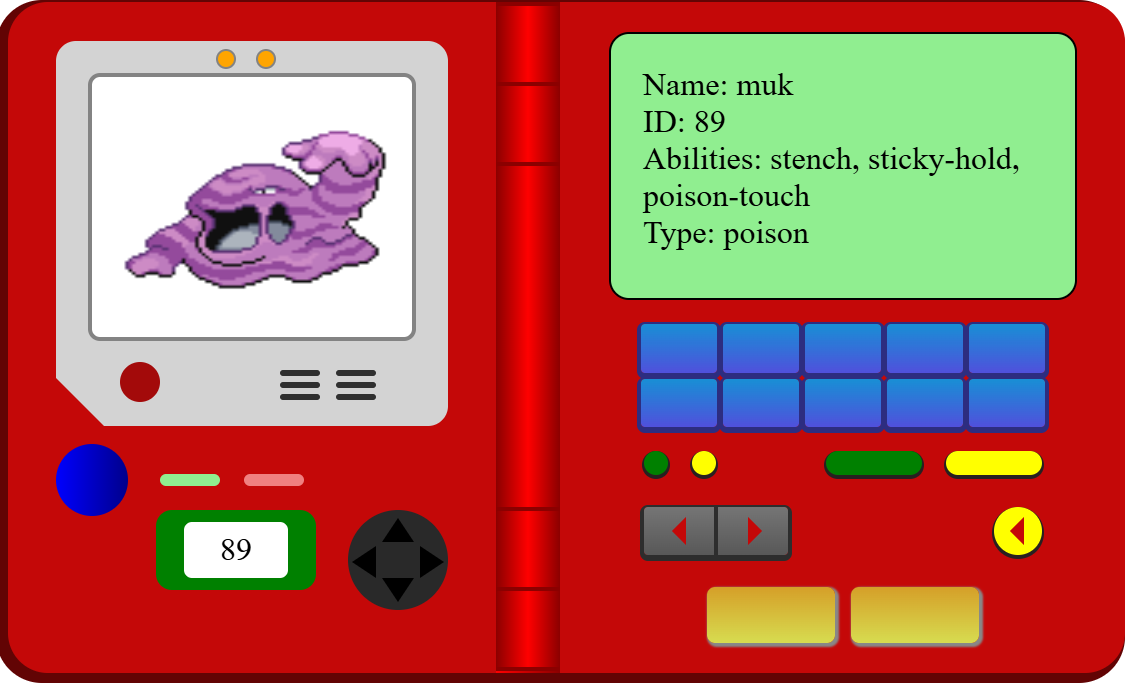 Name: muk
ID: 89
Abilities: stench, sticky-hold,
poison-touch
Type: poison
89